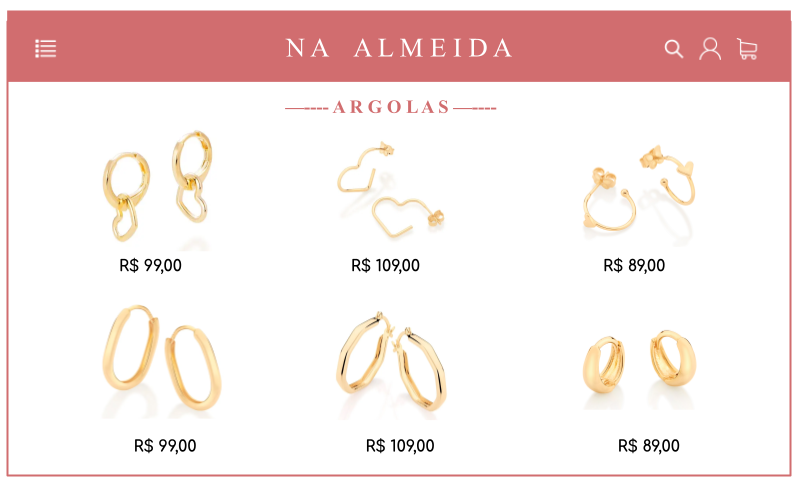 NA ALMEIDA
—---- ARGOLAS —----
R$ 99,00 R$ 109,00 R$ 89,00
R$ 99,00 R$ 109,00 R$ 89,00